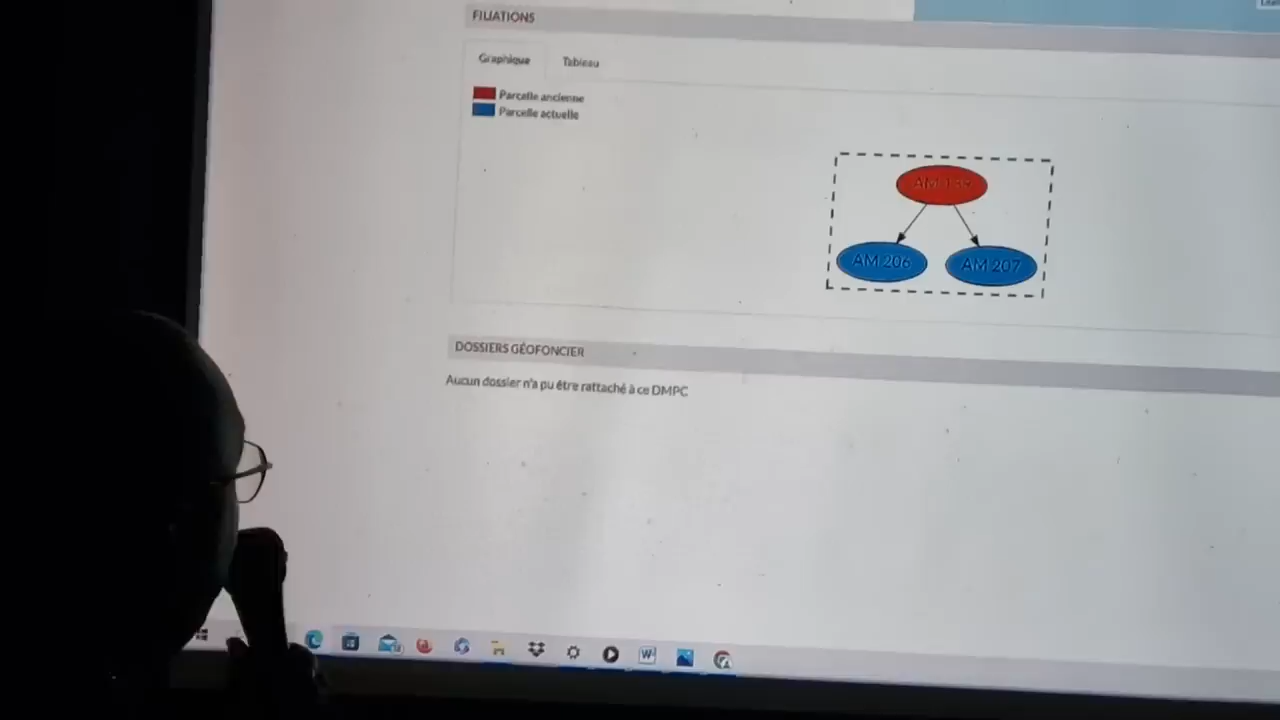 FILIATIONS
Graphique Tableau
Parcelle ancienne
Parcelle actuelle
AM
AM 206 AM 207
DOSSIERS GÉOFONCIER
Aucun dossier n'a pu être rattaché à ce DMPC